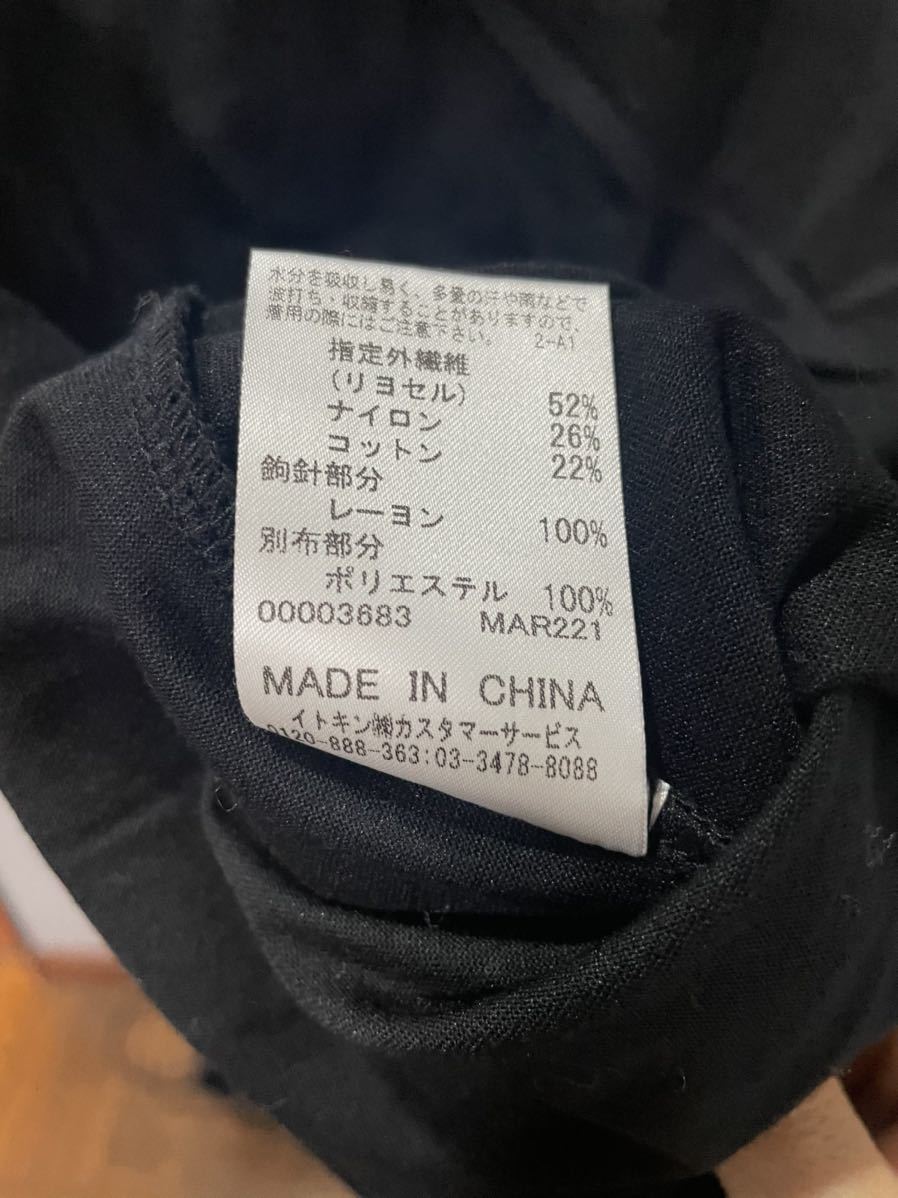 水分を吸収し易く、多量の汗や雨などで
波打ち・収縮することがありますので、
着用の際にはご注意下さい。 2-A1
指定外繊維
(リヨセル) 52%
ナイロン 26%
コットン 22%
鉤針部分
レーヨン 100%
別布部分
ポリエステル 100%
00003683 MAR221
MADE IN CHINA
イトキン㈱カスタマーサービス
0120-888-363:03-3478-8088